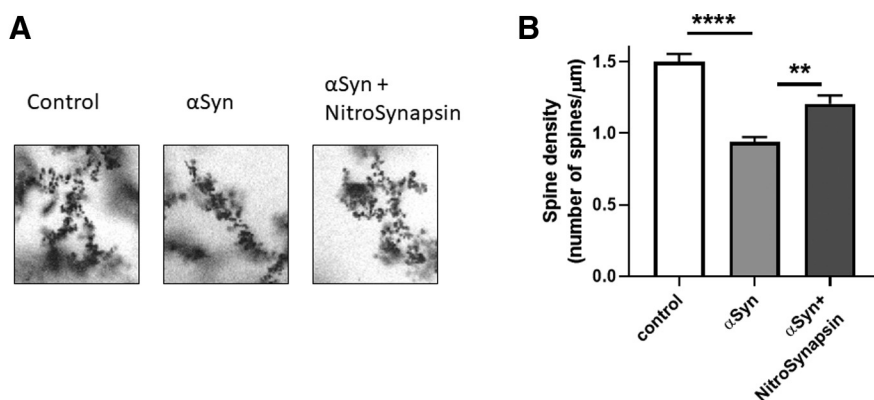 A
Control
αSyn
αSyn +
NitroSynapsin
B
****
**
Spine density
(number of spines/μm)
1.5
1.0
0.5
0.0
control
αSyn
αSyn+
NitroSynapsin